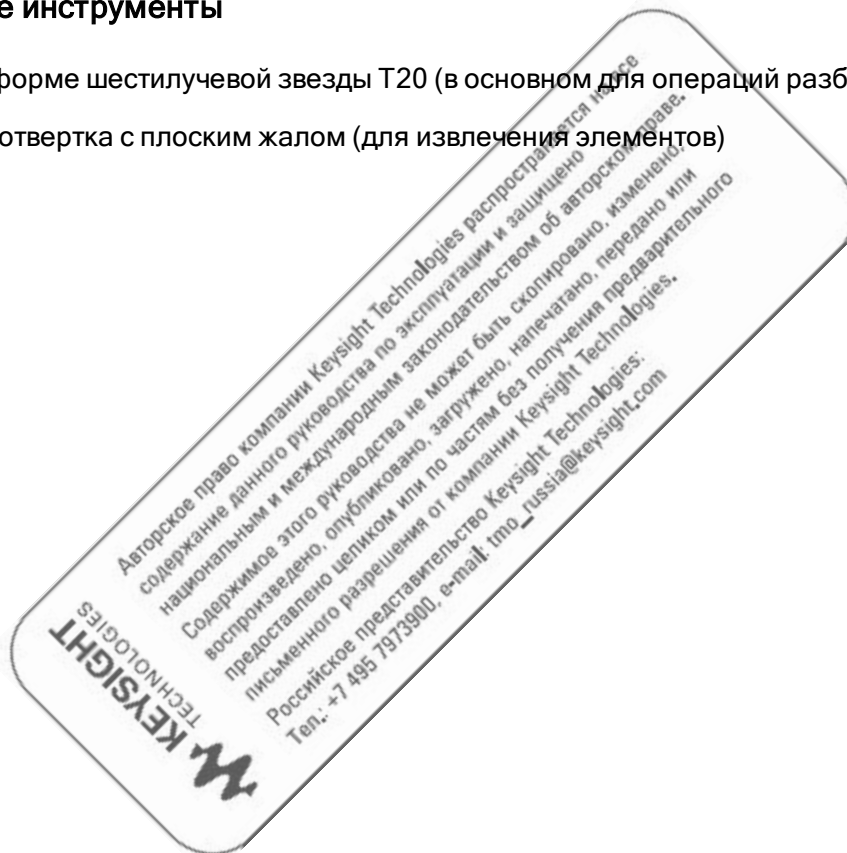 е инструменты
форме шестилучевой звезды T20 (в основном для операций разб
отвертка с плоским жалом (для извлечения элементов)
Авторское право компании Keysight Technologies распространяется на все
содержание данного руководства по эксплуатации и защищено
национальным и международным законодательством об авторском праве.
Содержимое этого руководства не может быть скопировано, изменено,
воспроизведено, опубликовано, загружено, напечатано, передано или
предоставлено целиком или по частям без получения предварительного
письменного разрешения от компании Keysight Technologies.
Российское представительство Keysight Technologies:
Тел.: +7 495 7973900, e-mail: tmo_russia@keysight.com
KEYSIGHT
TECHNOLOGIES